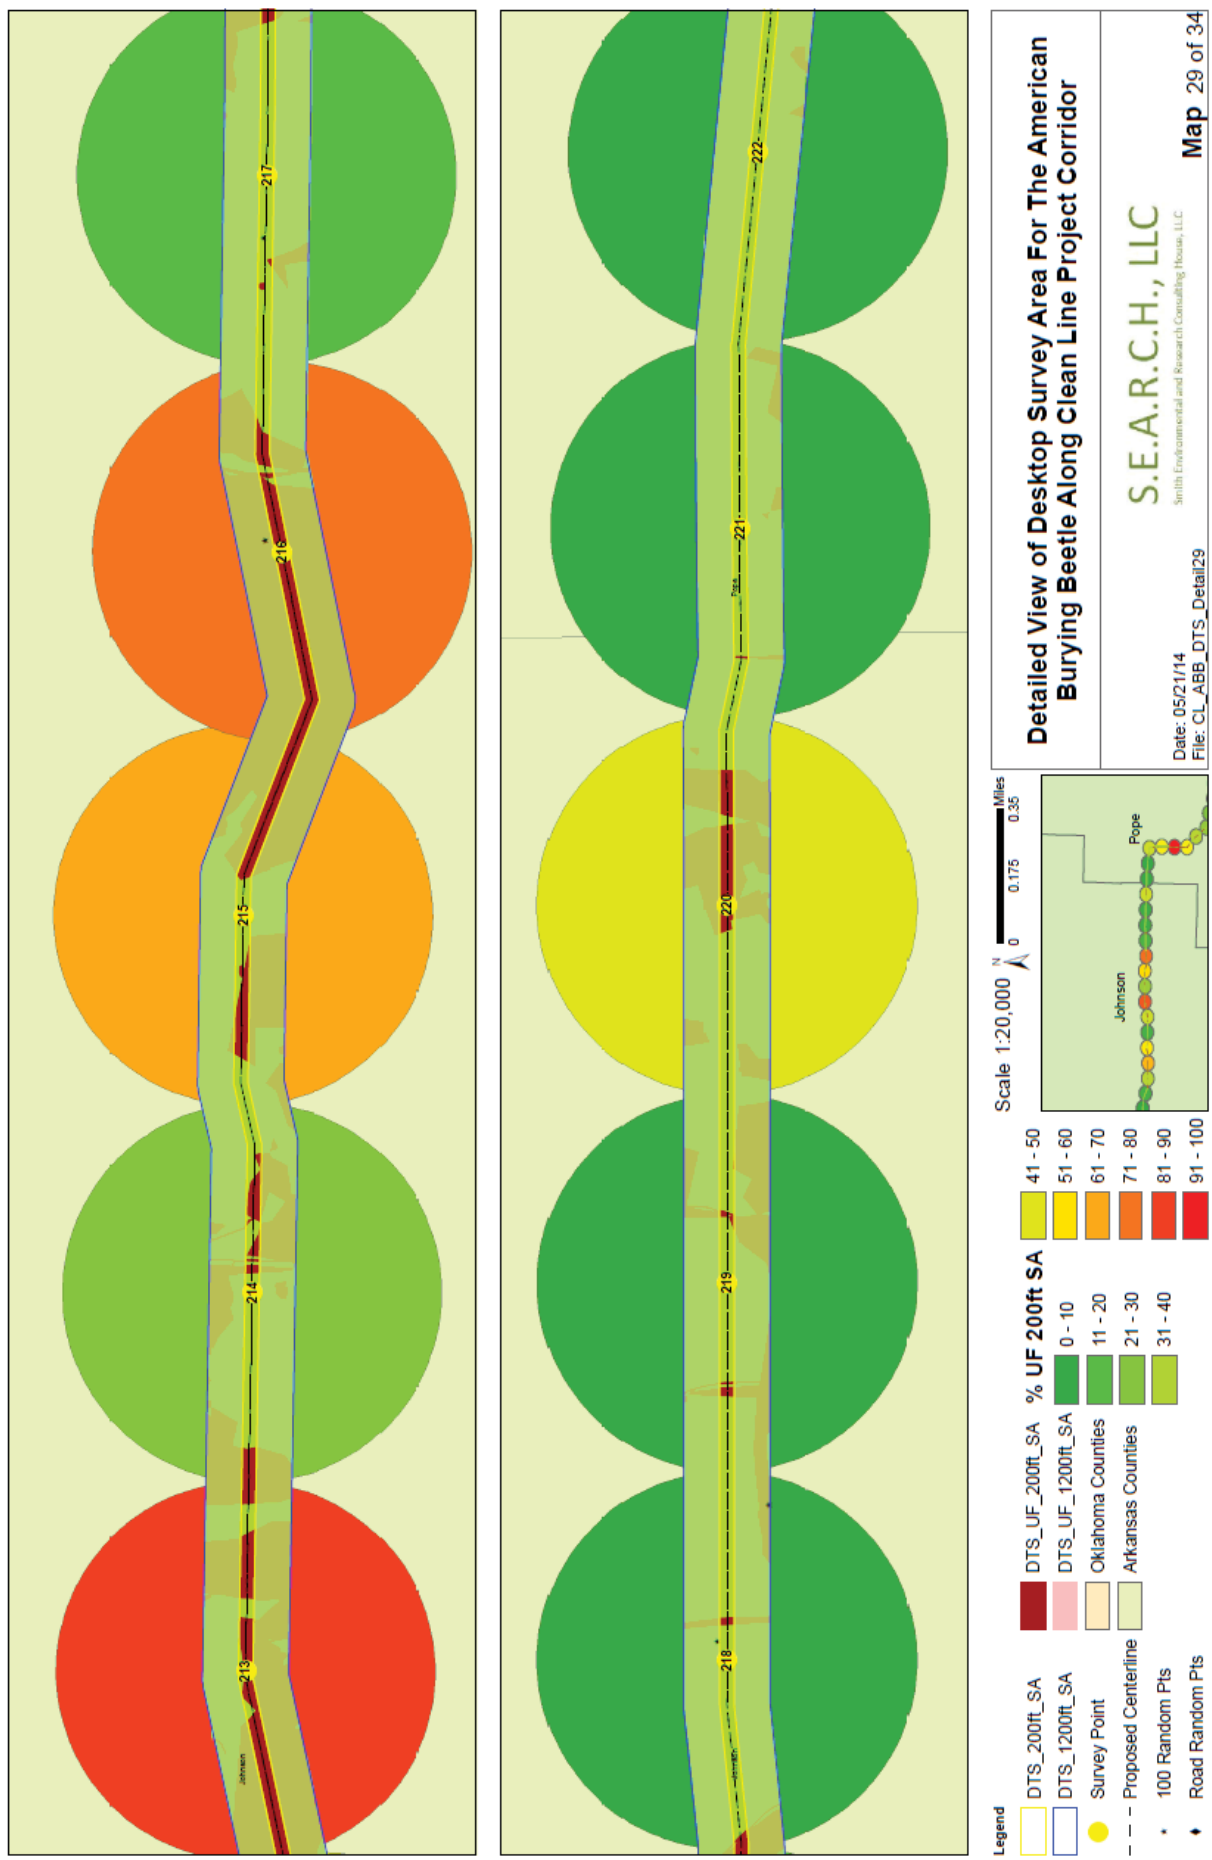 213
214
215
216
217
Johnson
218
219
220
221
222
Johnson
Pope
Legend
DTS_200ft_SA
DTS_1200ft_SA
Survey Point
Proposed Centerline
100 Random Pts
Road Random Pts
DTS_UF_200ft_SA
DTS_UF_1200ft_SA
Oklahoma Counties
Arkansas Counties
% UF 200ft SA
0 - 10
11 - 20
21 - 30
31 - 40
41 - 50
51 - 60
61 - 70
71 - 80
81 - 90
91 - 100
Scale 1:20,000
N
0 0.175 0.35
Miles
Johnson
Pope
Detailed View of Desktop Survey Area For The American
Burying Beetle Along Clean Line Project Corridor
S.E.A.R.C.H., LLC
Smith Environmental and Research Consulting House, LLC
Date: 05/21/14
File: CL_ABB_DTS_Detail29
Map 29 of 34